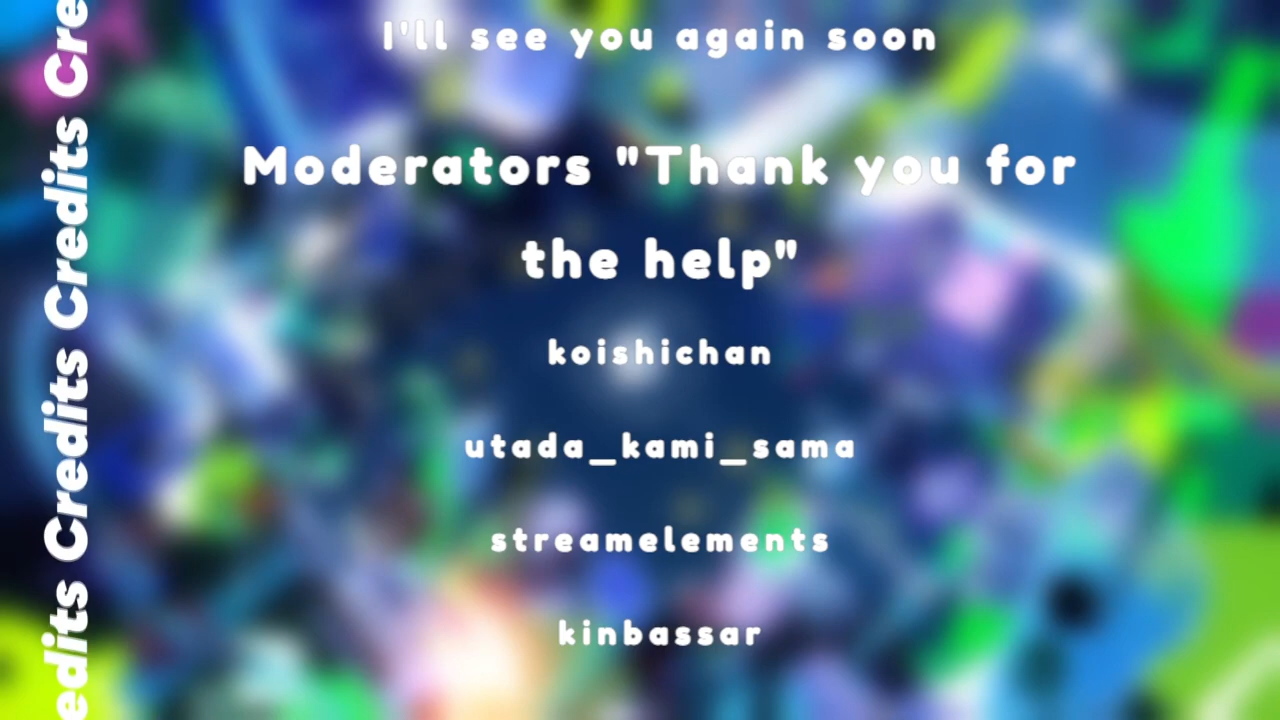 I'll see you again soon
Moderators "Thank you for
the help"
koishichan
utada_kami_sama
streamelements
kinbassar
edits Credits Credits Cre